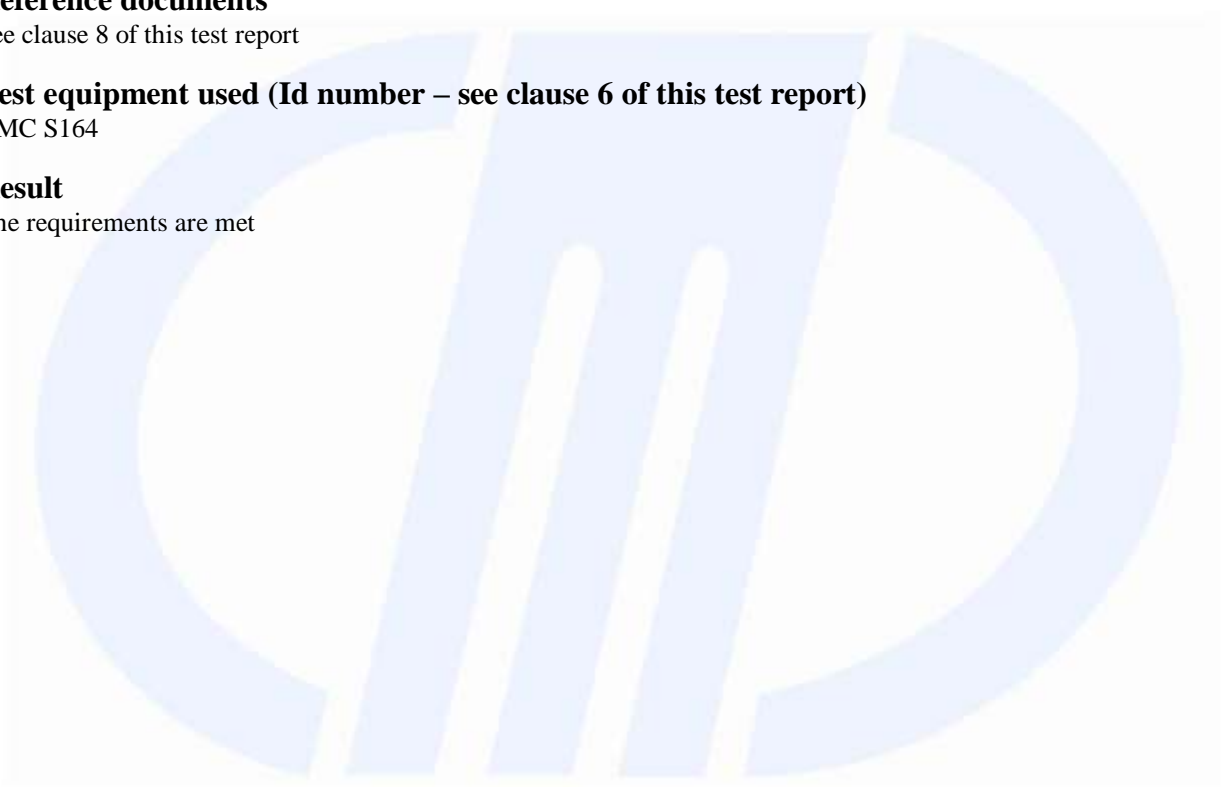 eference documents
ee clause 8 of this test report
est equipment used (Id number – see clause 6 of this test report)
MC S164
esult
he requirements are met